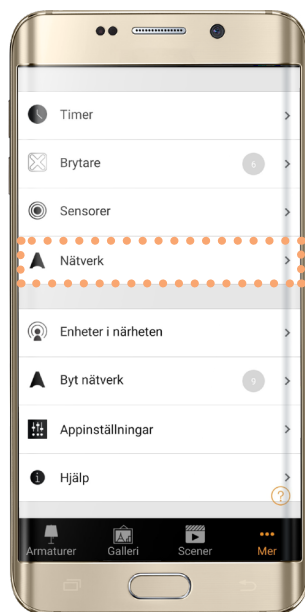 Timer
Brytare 6
Sensorer
Nätverk
Enheter i närheten
Byt nätverk 9
Appinställningar
Hjälp
?
Armaturer Galleri Scener Mer